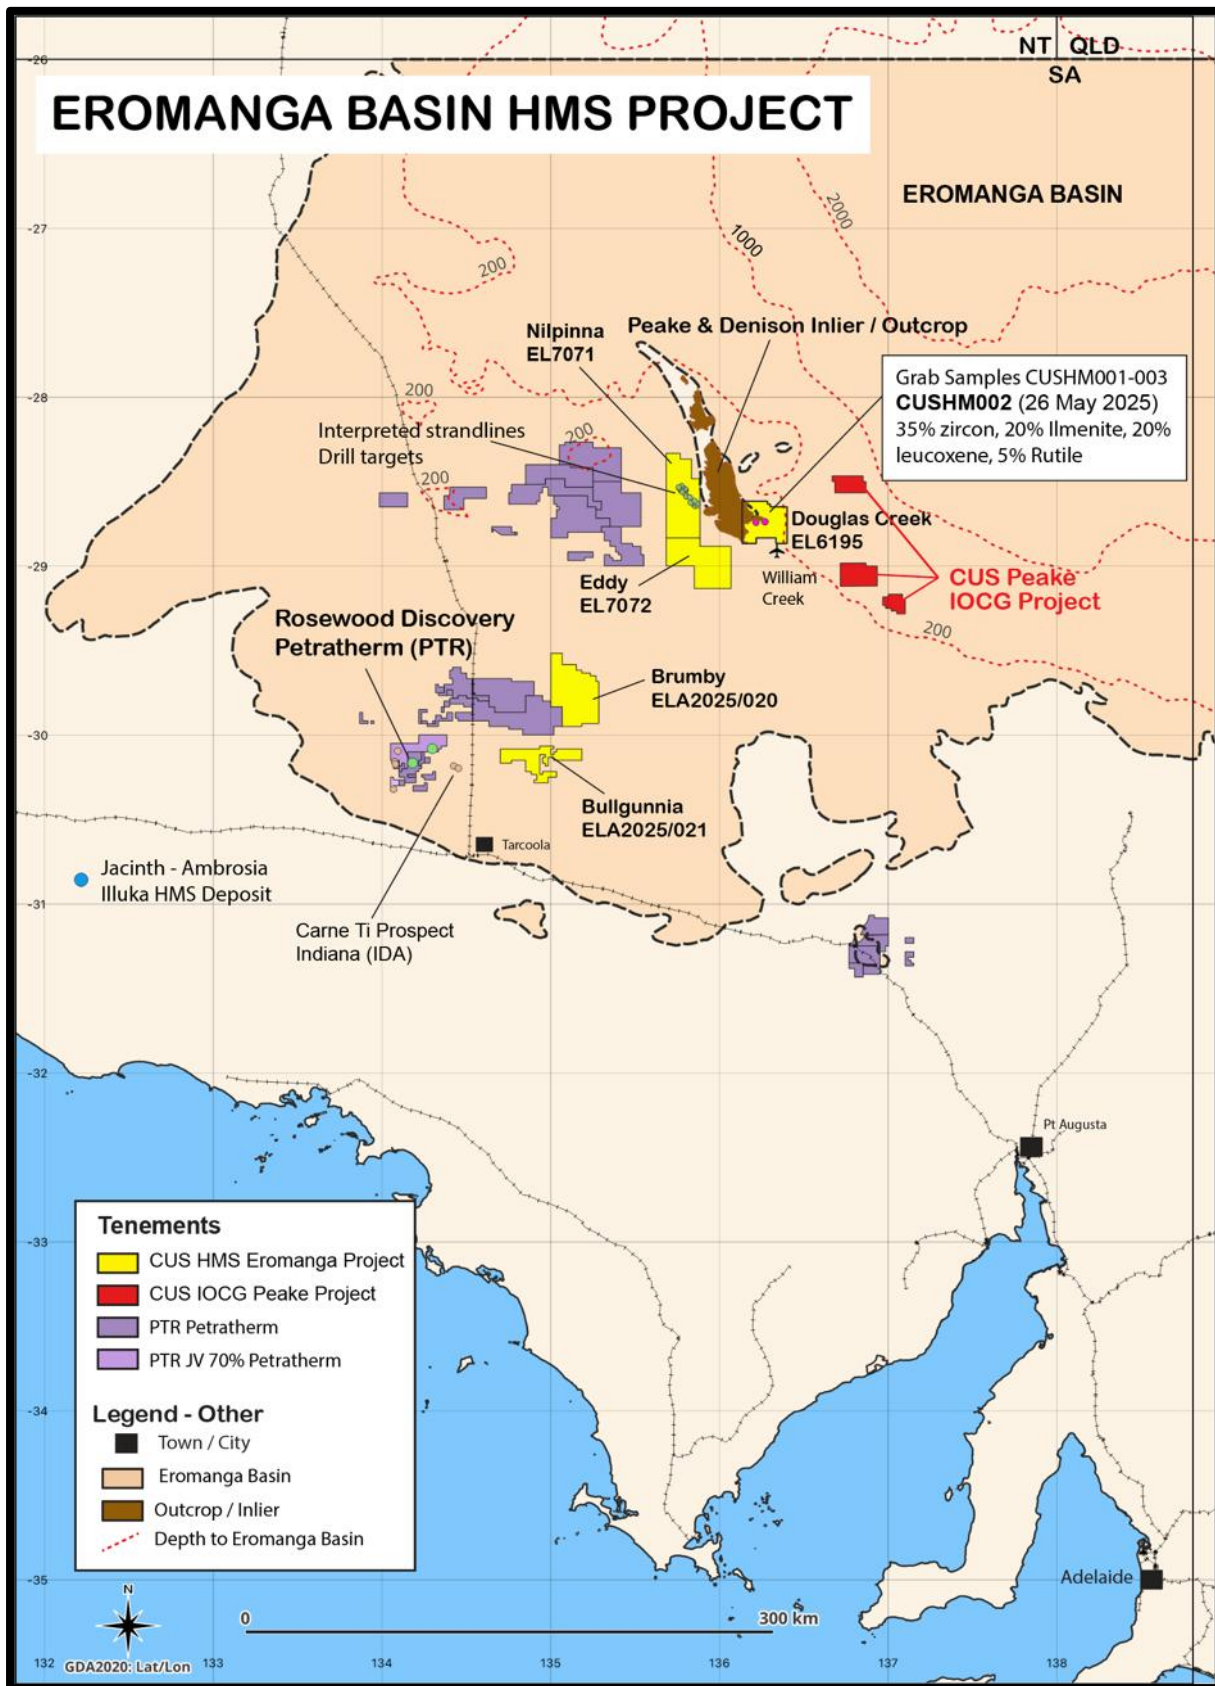 NT QLD
SA
-26
EROMANGA BASIN HMS PROJECT
EROMANGA BASIN
-27
2000
1000
200
Nilpinna
EL7071
Peake & Denison Inlier / Outcrop
-28
Grab Samples CUSHM001-003
CUSHM002 (26 May 2025)
35% zircon, 20% Ilmenite, 20%
leucoxene, 5% Rutile
200
200
Interpreted strandlines
Drill targets
200
Douglas Creek
EL6195
-29
Eddy
EL7072
William
Creek
CUS Peake
IOCG Project
200
Rosewood Discovery
Petratherm (PTR)
Brumby
ELA2025/020
-30
Bullgunnia
ELA2025/021
Tarcoola
Jacinth - Ambrosia
Illuka HMS Deposit
-31
Carne Ti Prospect
Indiana (IDA)
-32
Pt Augusta
-33
Tenements
CUS HMS Eromanga Project
CUS IOCG Peake Project
PTR Petratherm
PTR JV 70% Petratherm
-34
Legend - Other
Town / City
Eromanga Basin
Outcrop / Inlier
Depth to Eromanga Basin
-35
Adelaide
N
0 300 km
132 133 134 135 136 137 138
GDA2020: Lat/Lon